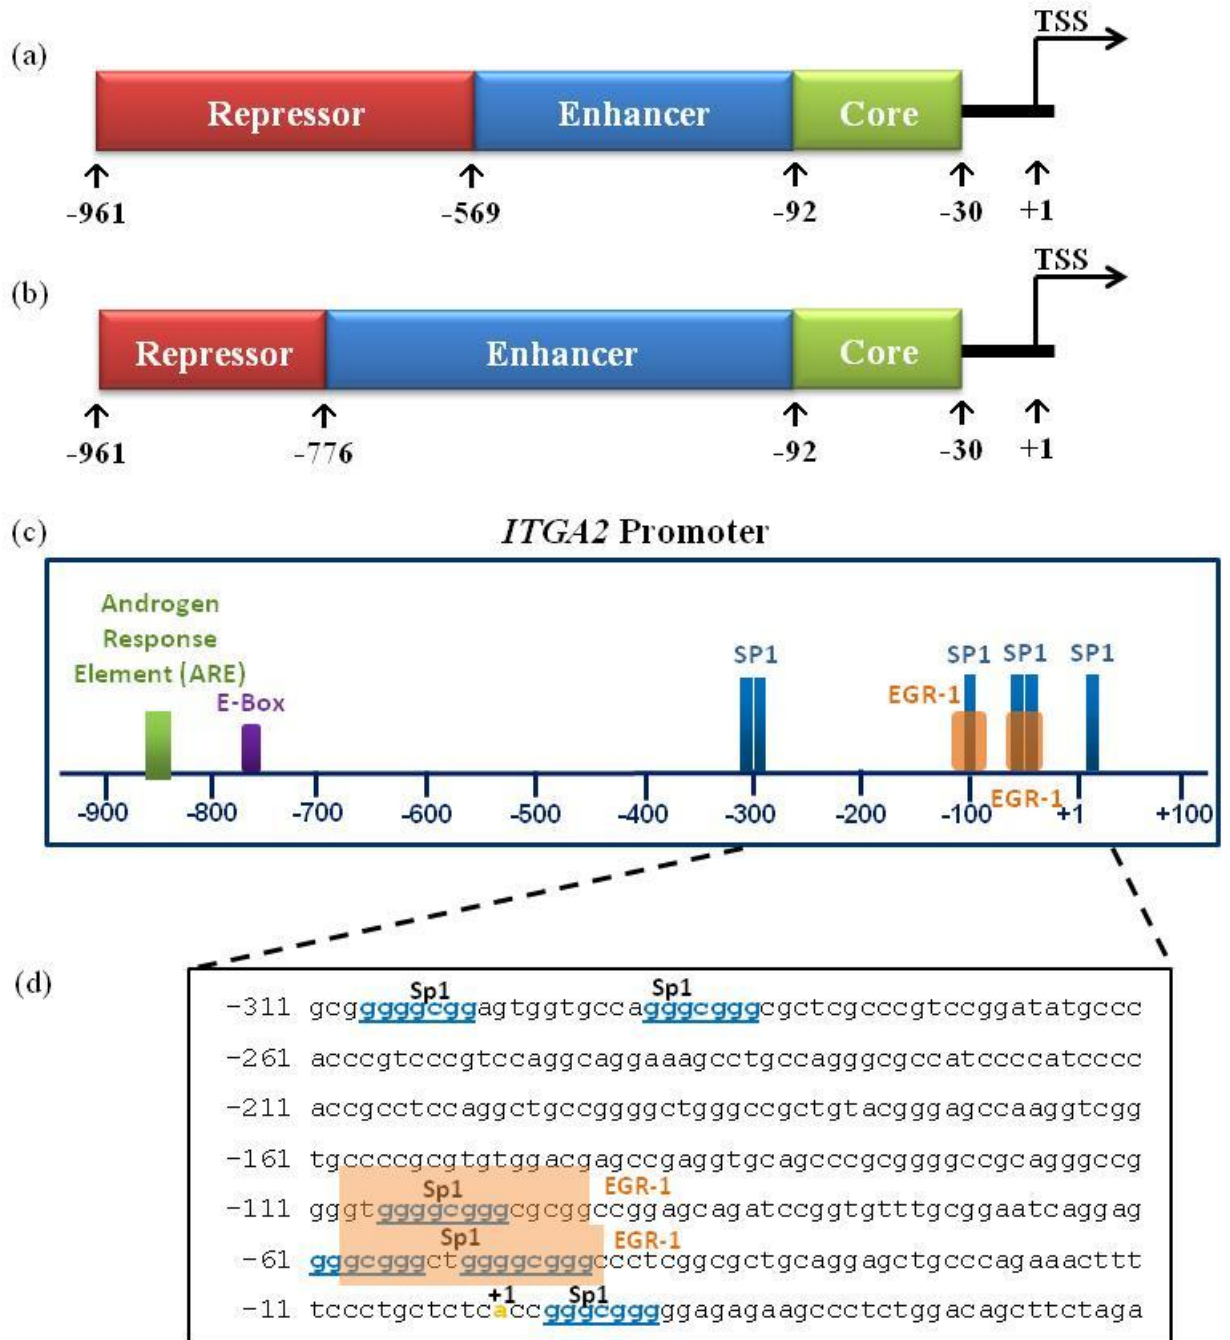 (a)
TSS
Repressor Enhancer Core
-961 -569 -92 -30 +1
(b)
TSS
Repressor Enhancer Core
-961 -776 -92 -30 +1
(c)
ITGA2 Promoter
Androgen
Response
Element (ARE)
E-Box
SP1 SP1 SP1 SP1
EGR-1
EGR-1
-900 -800 -700 -600 -500 -400 -300 -200 -100 +1 +100
(d)
Sp1 Sp1
-311 gcgggggcggagtggtgccagggcgggcgctcgcccgtccggatatgccc
-261 acccgtcccgtccaggcaggaaagcctgccagggcgccatccccatcccc
-211 accgcctccaggctgccggggctgggccgctgtacgggagccaaggtcgg
-161 tgccccgcgtgtggacgagccgaggtgcagcccgcggggccgcagggccg
Sp1 EGR-1
-111 gggtggggcgggcgcggccggagcagatccggtgtttgcggaatcaggag
Sp1 EGR-1
-61 gggcgggctggggcgggccctcggcgctgcaggagctgcccagaaacttt
+1 Sp1
-11 tccctgctctcaccgggcgggggagagaagccctctggacagcttctaga